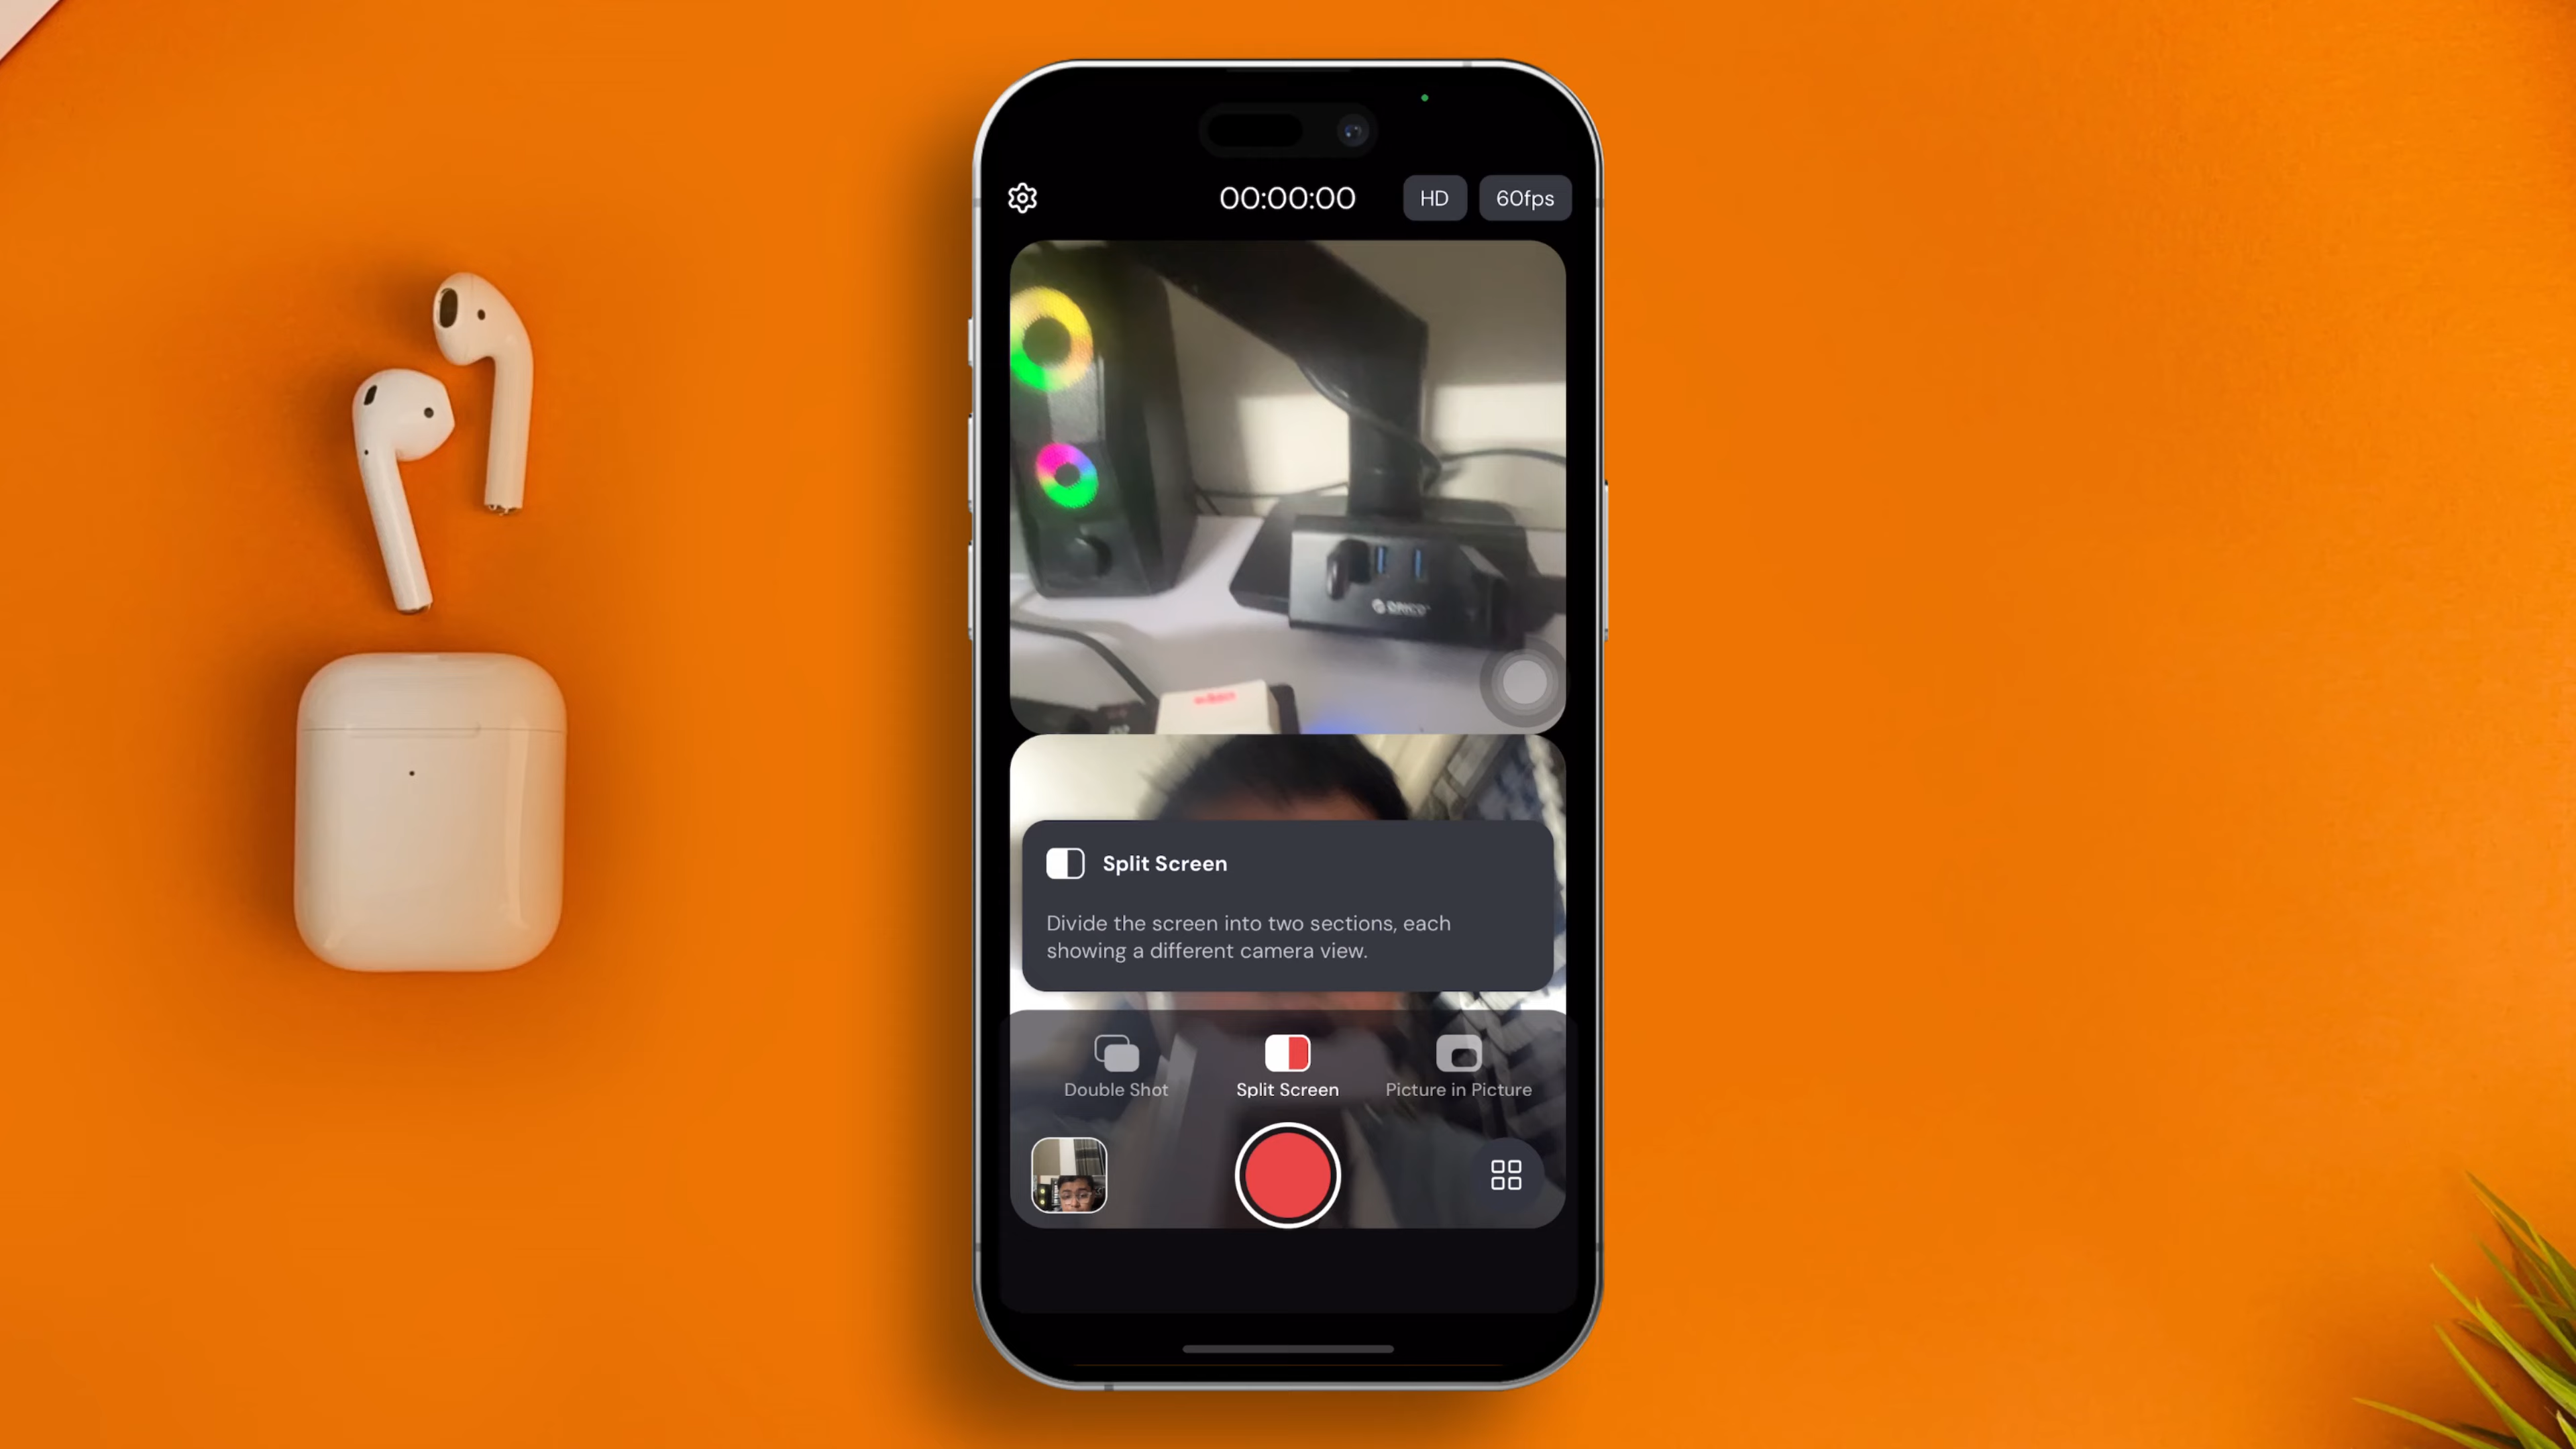 00:00:00 HD 60fps
ORICO
Split Screen
Divide the screen into two sections, each
showing a different camera view.
Double Shot Split Screen Picture in Picture